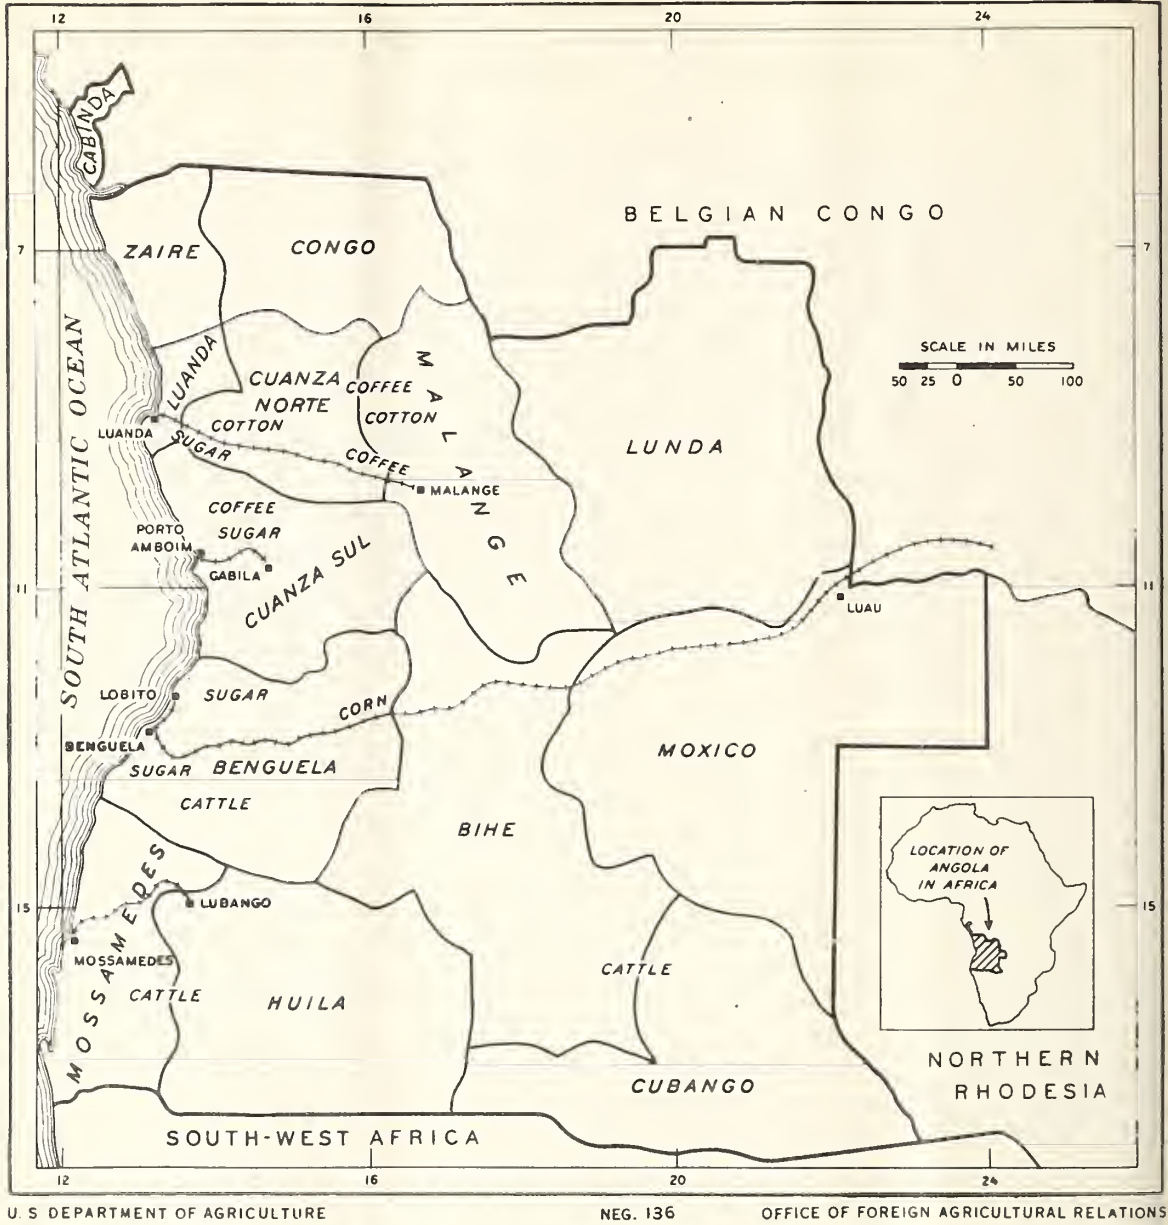 12 16 20 24
CABINDA
BELGIAN CONGO
ZAIRE
CONGO
7 7
SOUTH ATLANTIC OCEAN
LUANDA
SCALE IN MILES
50 25 0 50 100
CUANZA
NORTE
COFFEE
COTTON
MALANGE
LUANDA
COTTON
SUGAR
LUNDA
COFFEE
MALANGE
COFFEE
SUGAR
PORTO
AMBOIM
GABILA
CUANZA SUL
11 11
LUAU
LOBITO
SUGAR
CORN
BENGUELA
SUGAR
BENGUELA
MOXICO
CATTLE
BIHE
LOCATION OF
ANGOLA
IN AFRICA
MOSSAMEDES
LUBANGO
15 15
MOSSAMEDES
CATTLE
CATTLE
HUILA
NORTHERN
RHODESIA
CUBANGO
SOUTH-WEST AFRICA
12 16 20 24
U. S DEPARTMENT OF AGRICULTURE NEG. 136 OFFICE OF FOREIGN AGRICULTURAL RELATIONS